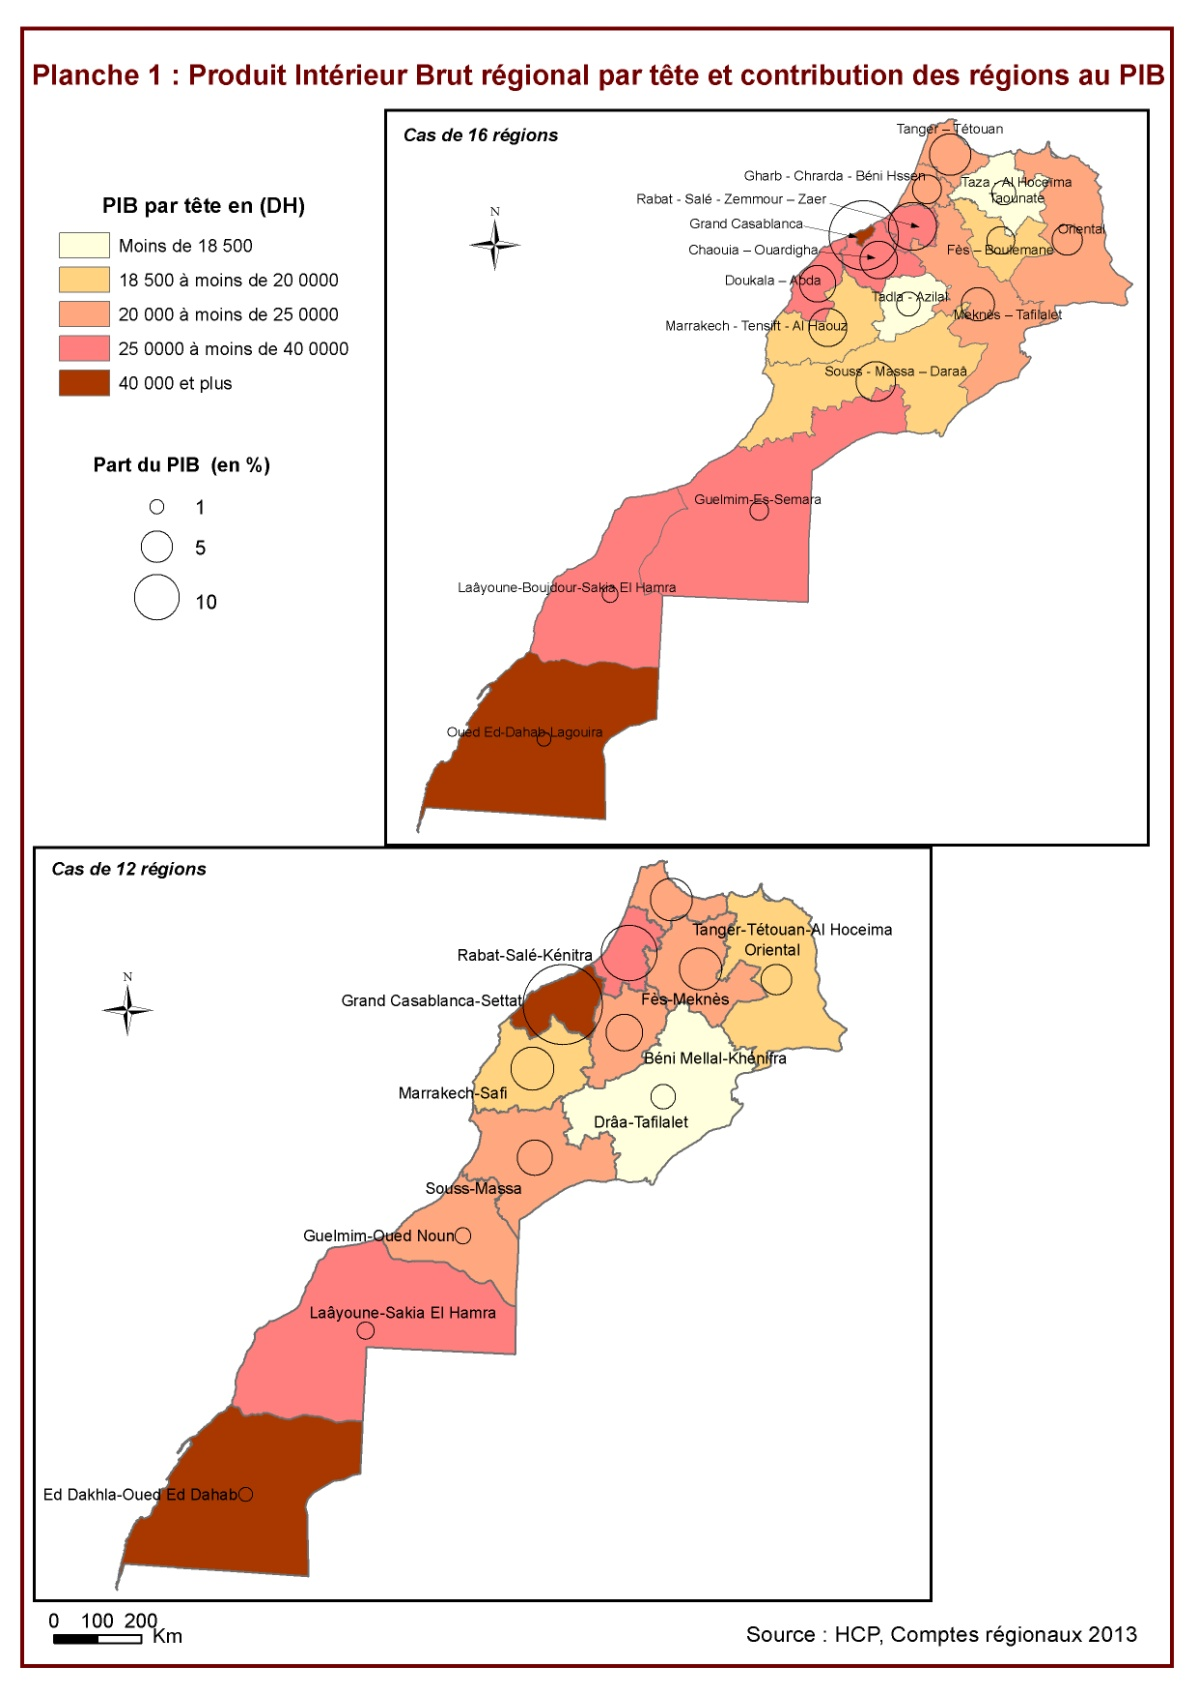 Planche 1 : Produit Intérieur Brut régional par tête et contribution des régions au PIB
Cas de 16 régions
PIB par tête en (DH)
Moins de 18 500
18 500 à moins de 20 0000
20 000 à moins de 25 0000
25 0000 à moins de 40 0000
40 000 et plus
Part du PIB (en %)
1
5
10
N
Tanger – Tétouan
Gharb - Chrarda - Béni Hssen
Taza - Al Hoceima
Taounate
Rabat - Salé - Zemmour – Zaer
Grand Casablanca
Oriental
Chaouia – Ouardigha
Fès – Boulemane
Doukala – Abda
Tadla - Azilal
Meknès – Tafilalet
Marrakech - Tensift - Al Haouz
Souss - Massa – Daraâ
Guelmim-Es-Semara
Laâyoune-Boujdour-Sakia El Hamra
Oued Ed-Dahab-Lagouira
Cas de 12 régions
N
Tanger-Tétouan-Al Hoceima
Oriental
Rabat-Salé-Kénitra
Grand Casablanca-Settat
Fès-Meknès
Béni Mellal-Khénifra
Marrakech-Safi
Drâa-Tafilalet
Souss-Massa
Guelmim-Oued Noun
Laâyoune-Sakia El Hamra
Ed Dakhla-Oued Ed Dahab
0 100 200
Km
Source : HCP, Comptes régionaux 2013